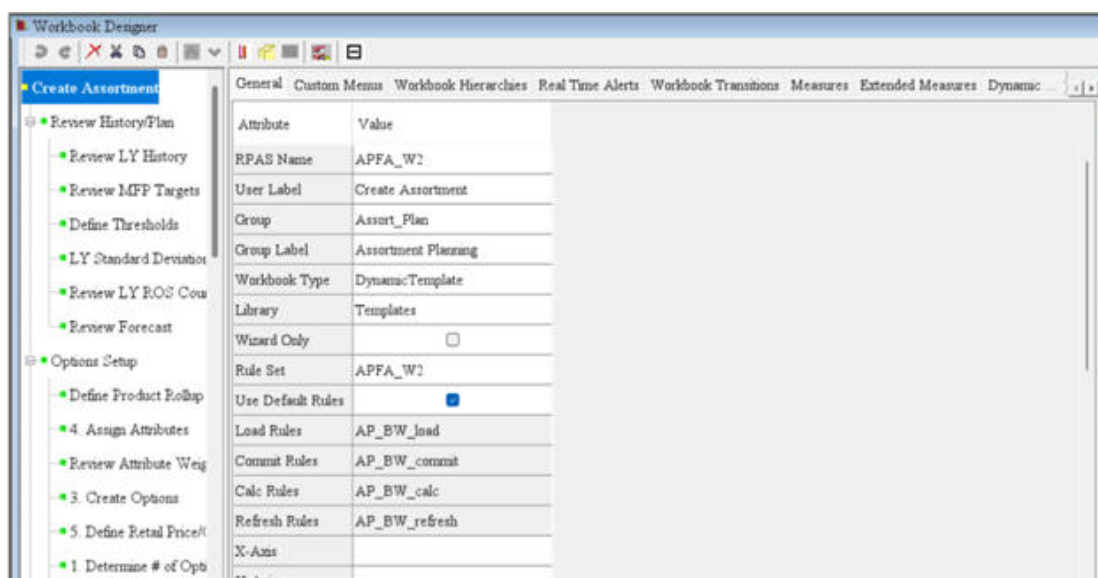 Workbook Designer
General Custom Menus Workbook Hierarchies Real Time Alerts Workbook Transitions Measures Extended Measures Dynamic ...
Create Assortment
Review History/Plan
Review LY History
Review MFP Targets
Define Thresholds
LY Standard Deviation
Review LY ROS Cou
Review Forecast
Options Setup
Define Product Rollup
4. Assign Attributes
Review Attribute Weig
3. Create Options
5. Define Retail Price/
1. Determine # of Opti
Attribute Value
RPAS Name APFA_W2
User Label Create Assortment
Group Assort_Plan
Group Label Assortment Planning
Workbook Type DynamicTemplate
Library Templates
Wizard Only
Rule Set APFA_W2
Use Default Rules
Load Rules AP_BW_load
Commit Rules AP_BW_commit
Calc Rules AP_BW_calc
Refresh Rules AP_BW_refresh
X-Axis